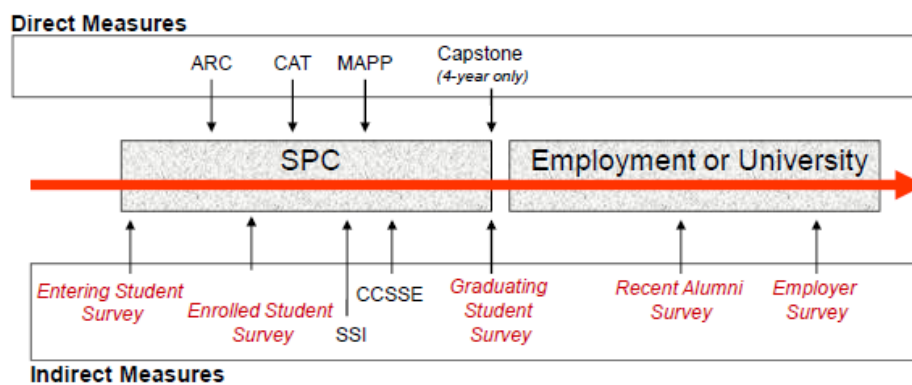 Direct Measures
ARC CAT MAPP Capstone
(4-year only)
SPC Employment or University
Entering Student
Survey
Enrolled Student
Survey
SSI
CCSSE
Graduating
Student
Survey
Recent Alumni
Survey
Employer
Survey
Indirect Measures